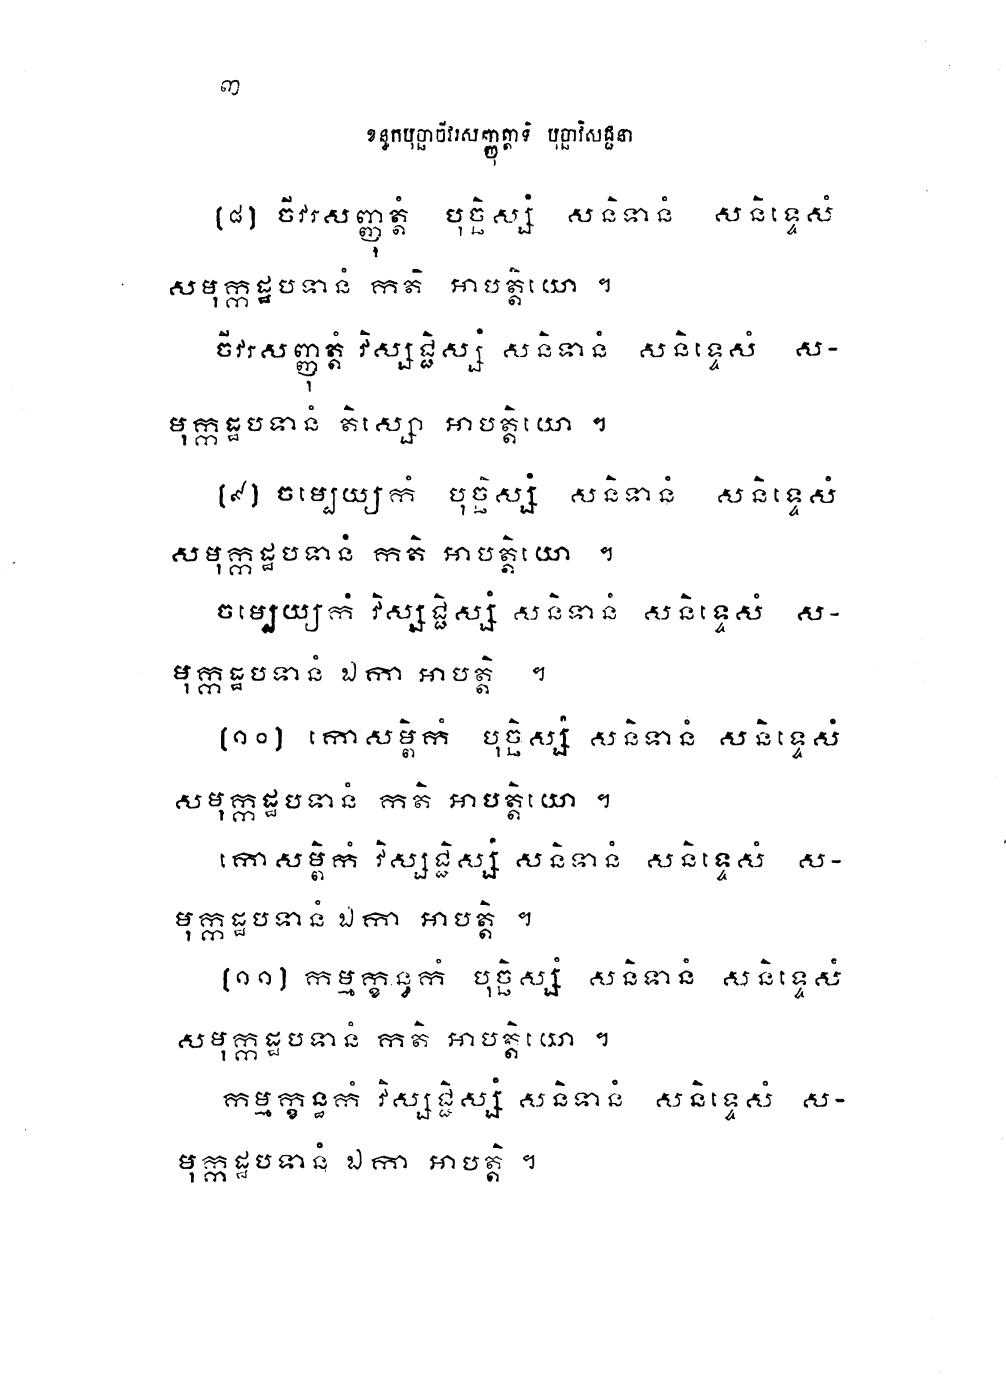 ៣
ខន្ធកបុច្ឆាចីវរសញ្ញុត្តាទិ បុច្ឆាវិសជ្ជនា
(៨) ចីវរសញ្ញុត្តំ បុច្ឆិស្សំ សនិទានំ សនិទ្ទេសំ
សមុក្កដ្ឋបទានំ កតិ អាបត្តិយោ ។
ចីវរសញ្ញុត្តំ វិស្សជ្ជិស្សំ សនិទានំ សនិទ្ទេសំ ស-
មុក្កដ្ឋបទានំ តិស្សោ អាបត្តិយោ ។
(៩) ចម្បេយ្យកំ បុច្ឆិស្សំ សនិទានំ សនិទ្ទេសំ
សមុក្កដ្ឋបទានំ កតិ អាបត្តិយោ ។
ចម្បេយ្យកំ វិស្សជ្ជិស្សំ សនិទានំ សនិទ្ទេសំ ស-
មុក្កដ្ឋបទានំ ឯកា អាបត្តិ ។
(១០) កោសម្ពិកំ បុច្ឆិស្សំ សនិទានំ សនិទ្ទេសំ
សមុក្កដ្ឋបទានំ កតិ អាបត្តិយោ ។
កោសម្ពិកំ វិស្សជ្ជិស្សំ សនិទានំ សនិទ្ទេសំ ស-
មុក្កដ្ឋបទានំ ឯកា អាបត្តិ ។
(១១) កម្មក្ខន្ធកំ បុច្ឆិស្សំ សនិទានំ សនិទ្ទេសំ
សមុក្កដ្ឋបទានំ កតិ អាបត្តិយោ ។
កម្មក្ខន្ធកំ វិស្សជ្ជិស្សំ សនិទានំ សនិទ្ទេសំ ស-
មុក្កដ្ឋបទានំ ឯកា អាបត្តិ ។